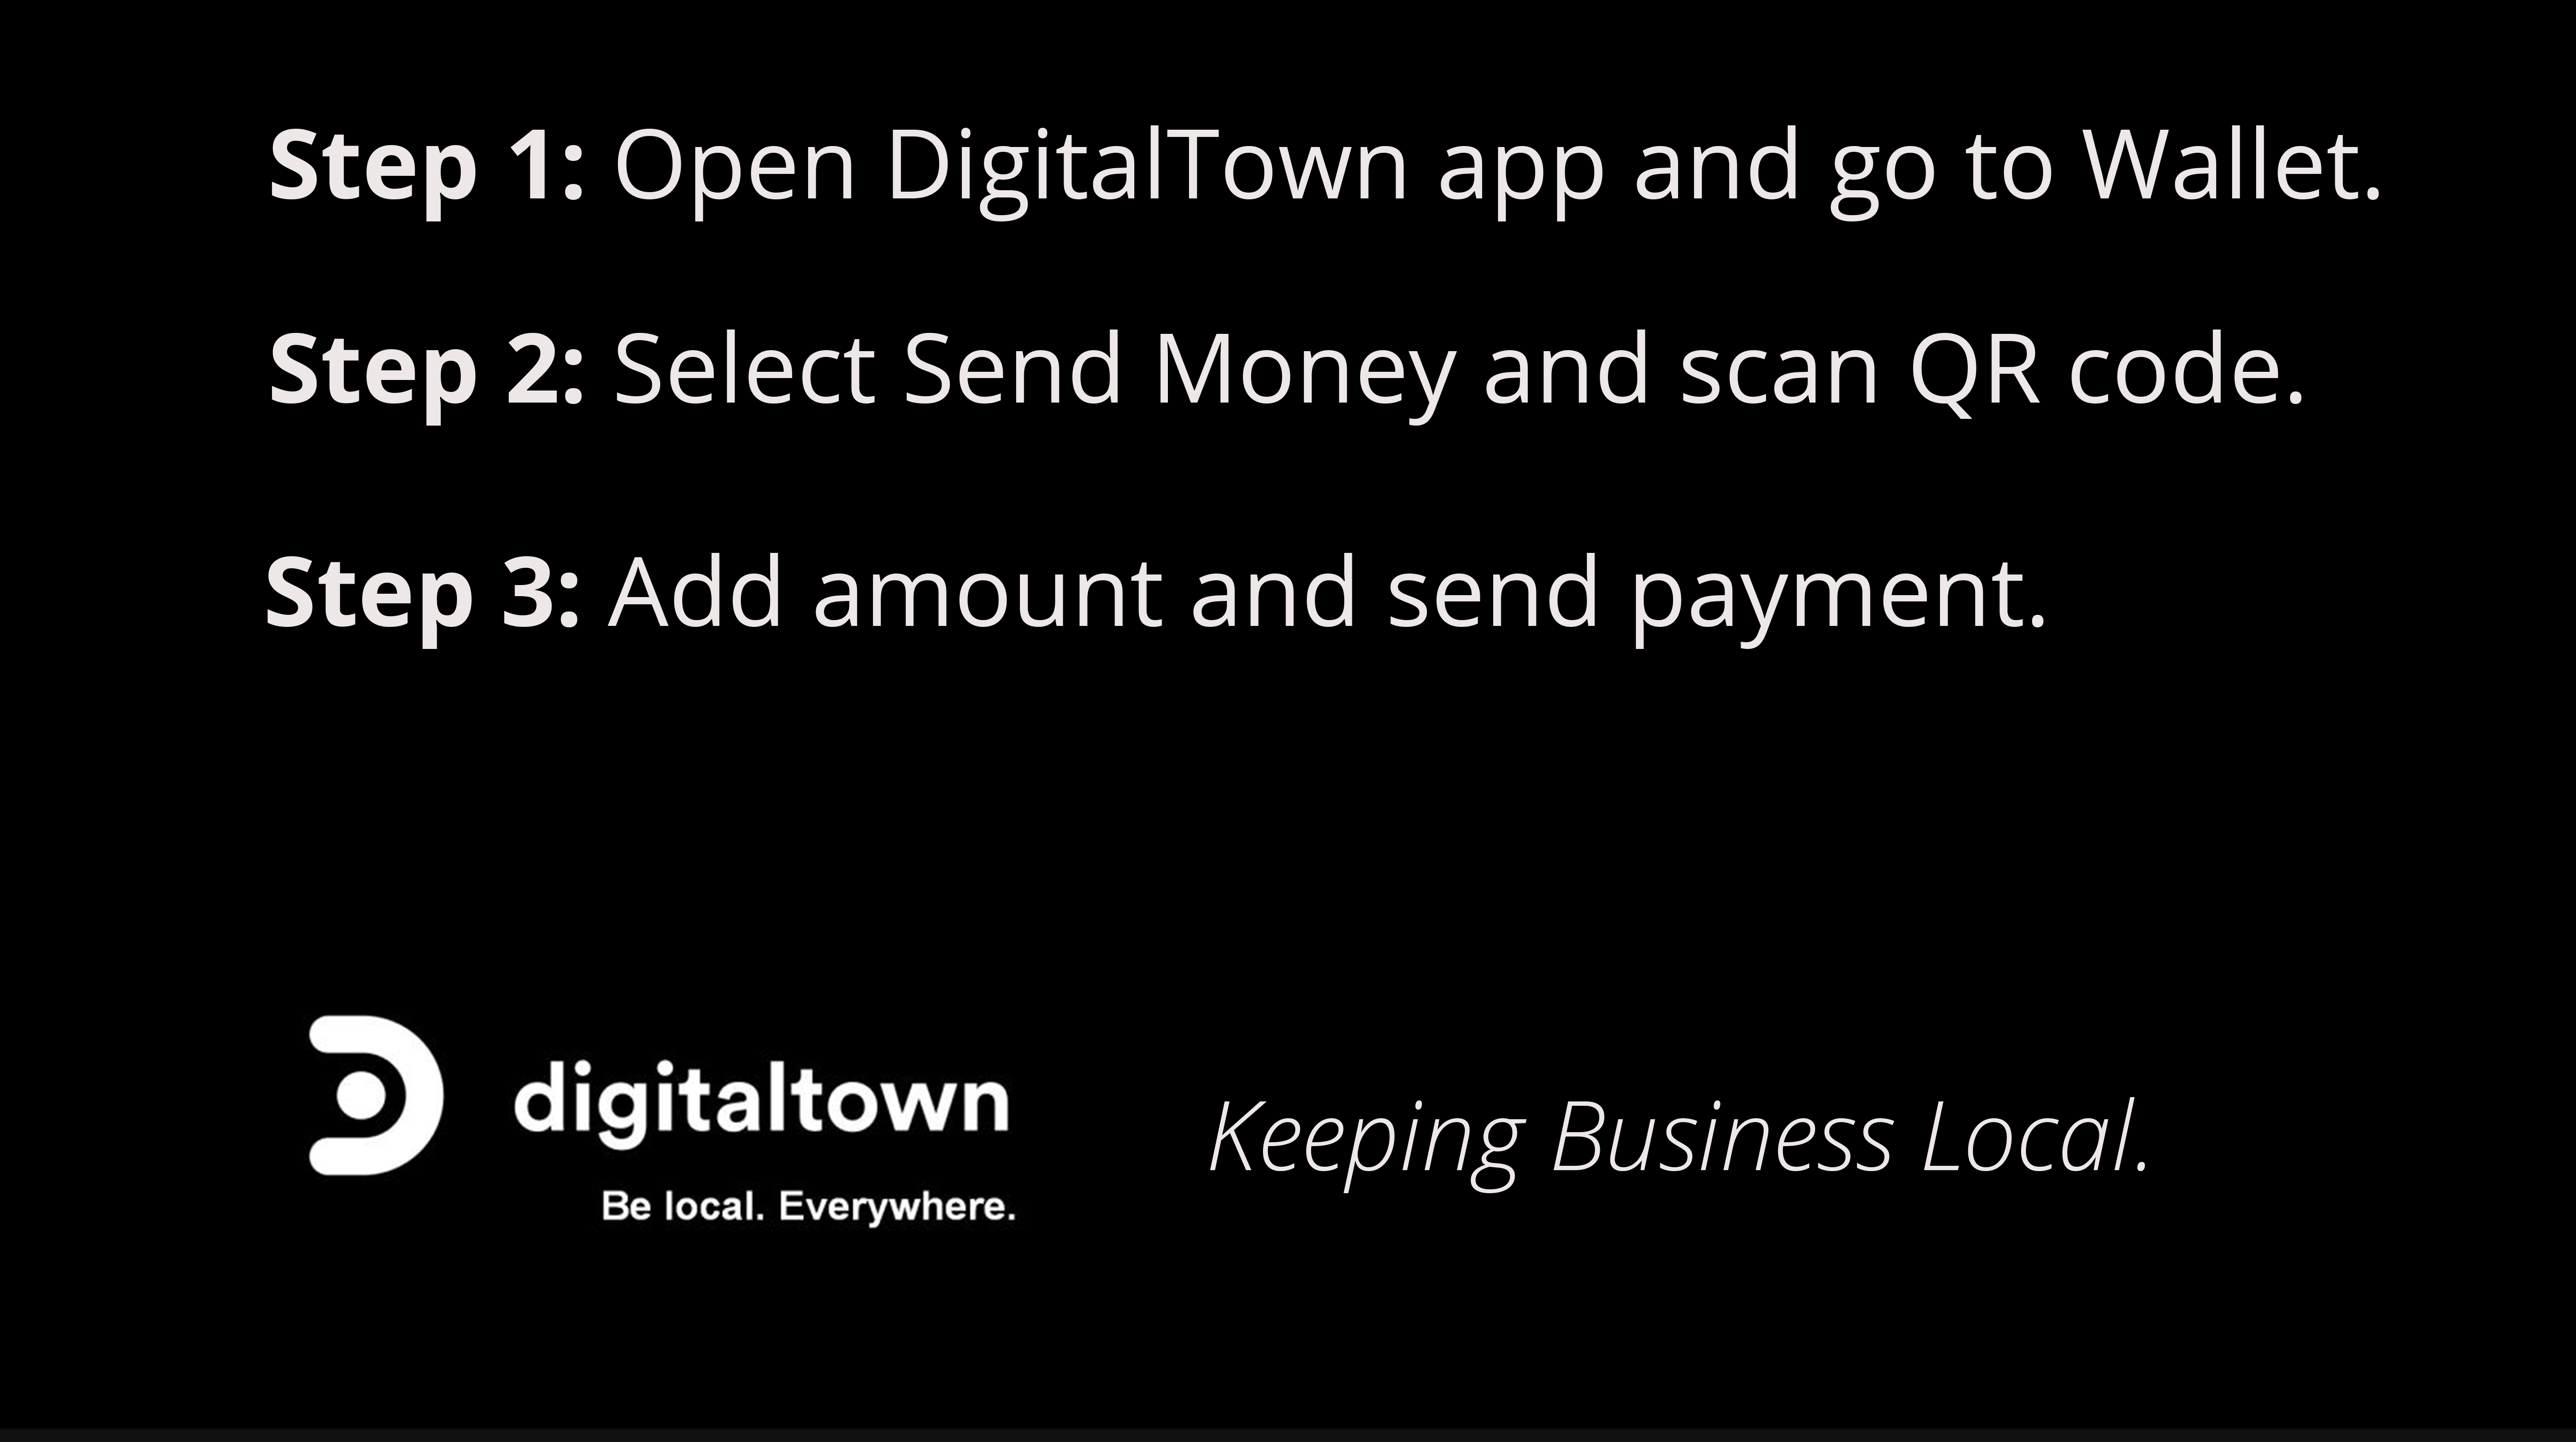 Step 1: Open DigitalTown app and go to Wallet.
Step 2: Select Send Money and scan QR code.
Step 3: Add amount and send payment.
digitaltown
Be local. Everywhere.
Keeping Business Local.